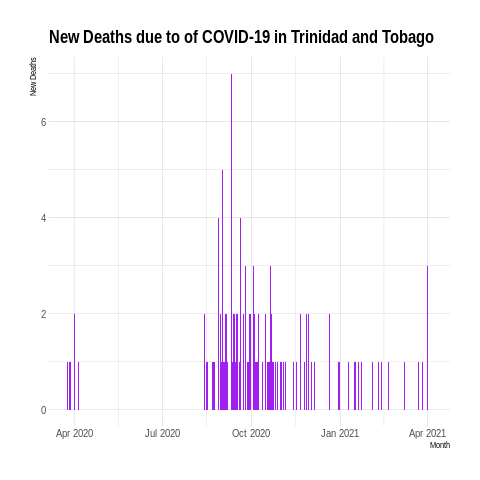 New Deaths due to of COVID-19 in Trinidad and Tobago
New Deaths
6
4
2
0
Apr 2020 Jul 2020 Oct 2020 Jan 2021 Apr 2021
Month